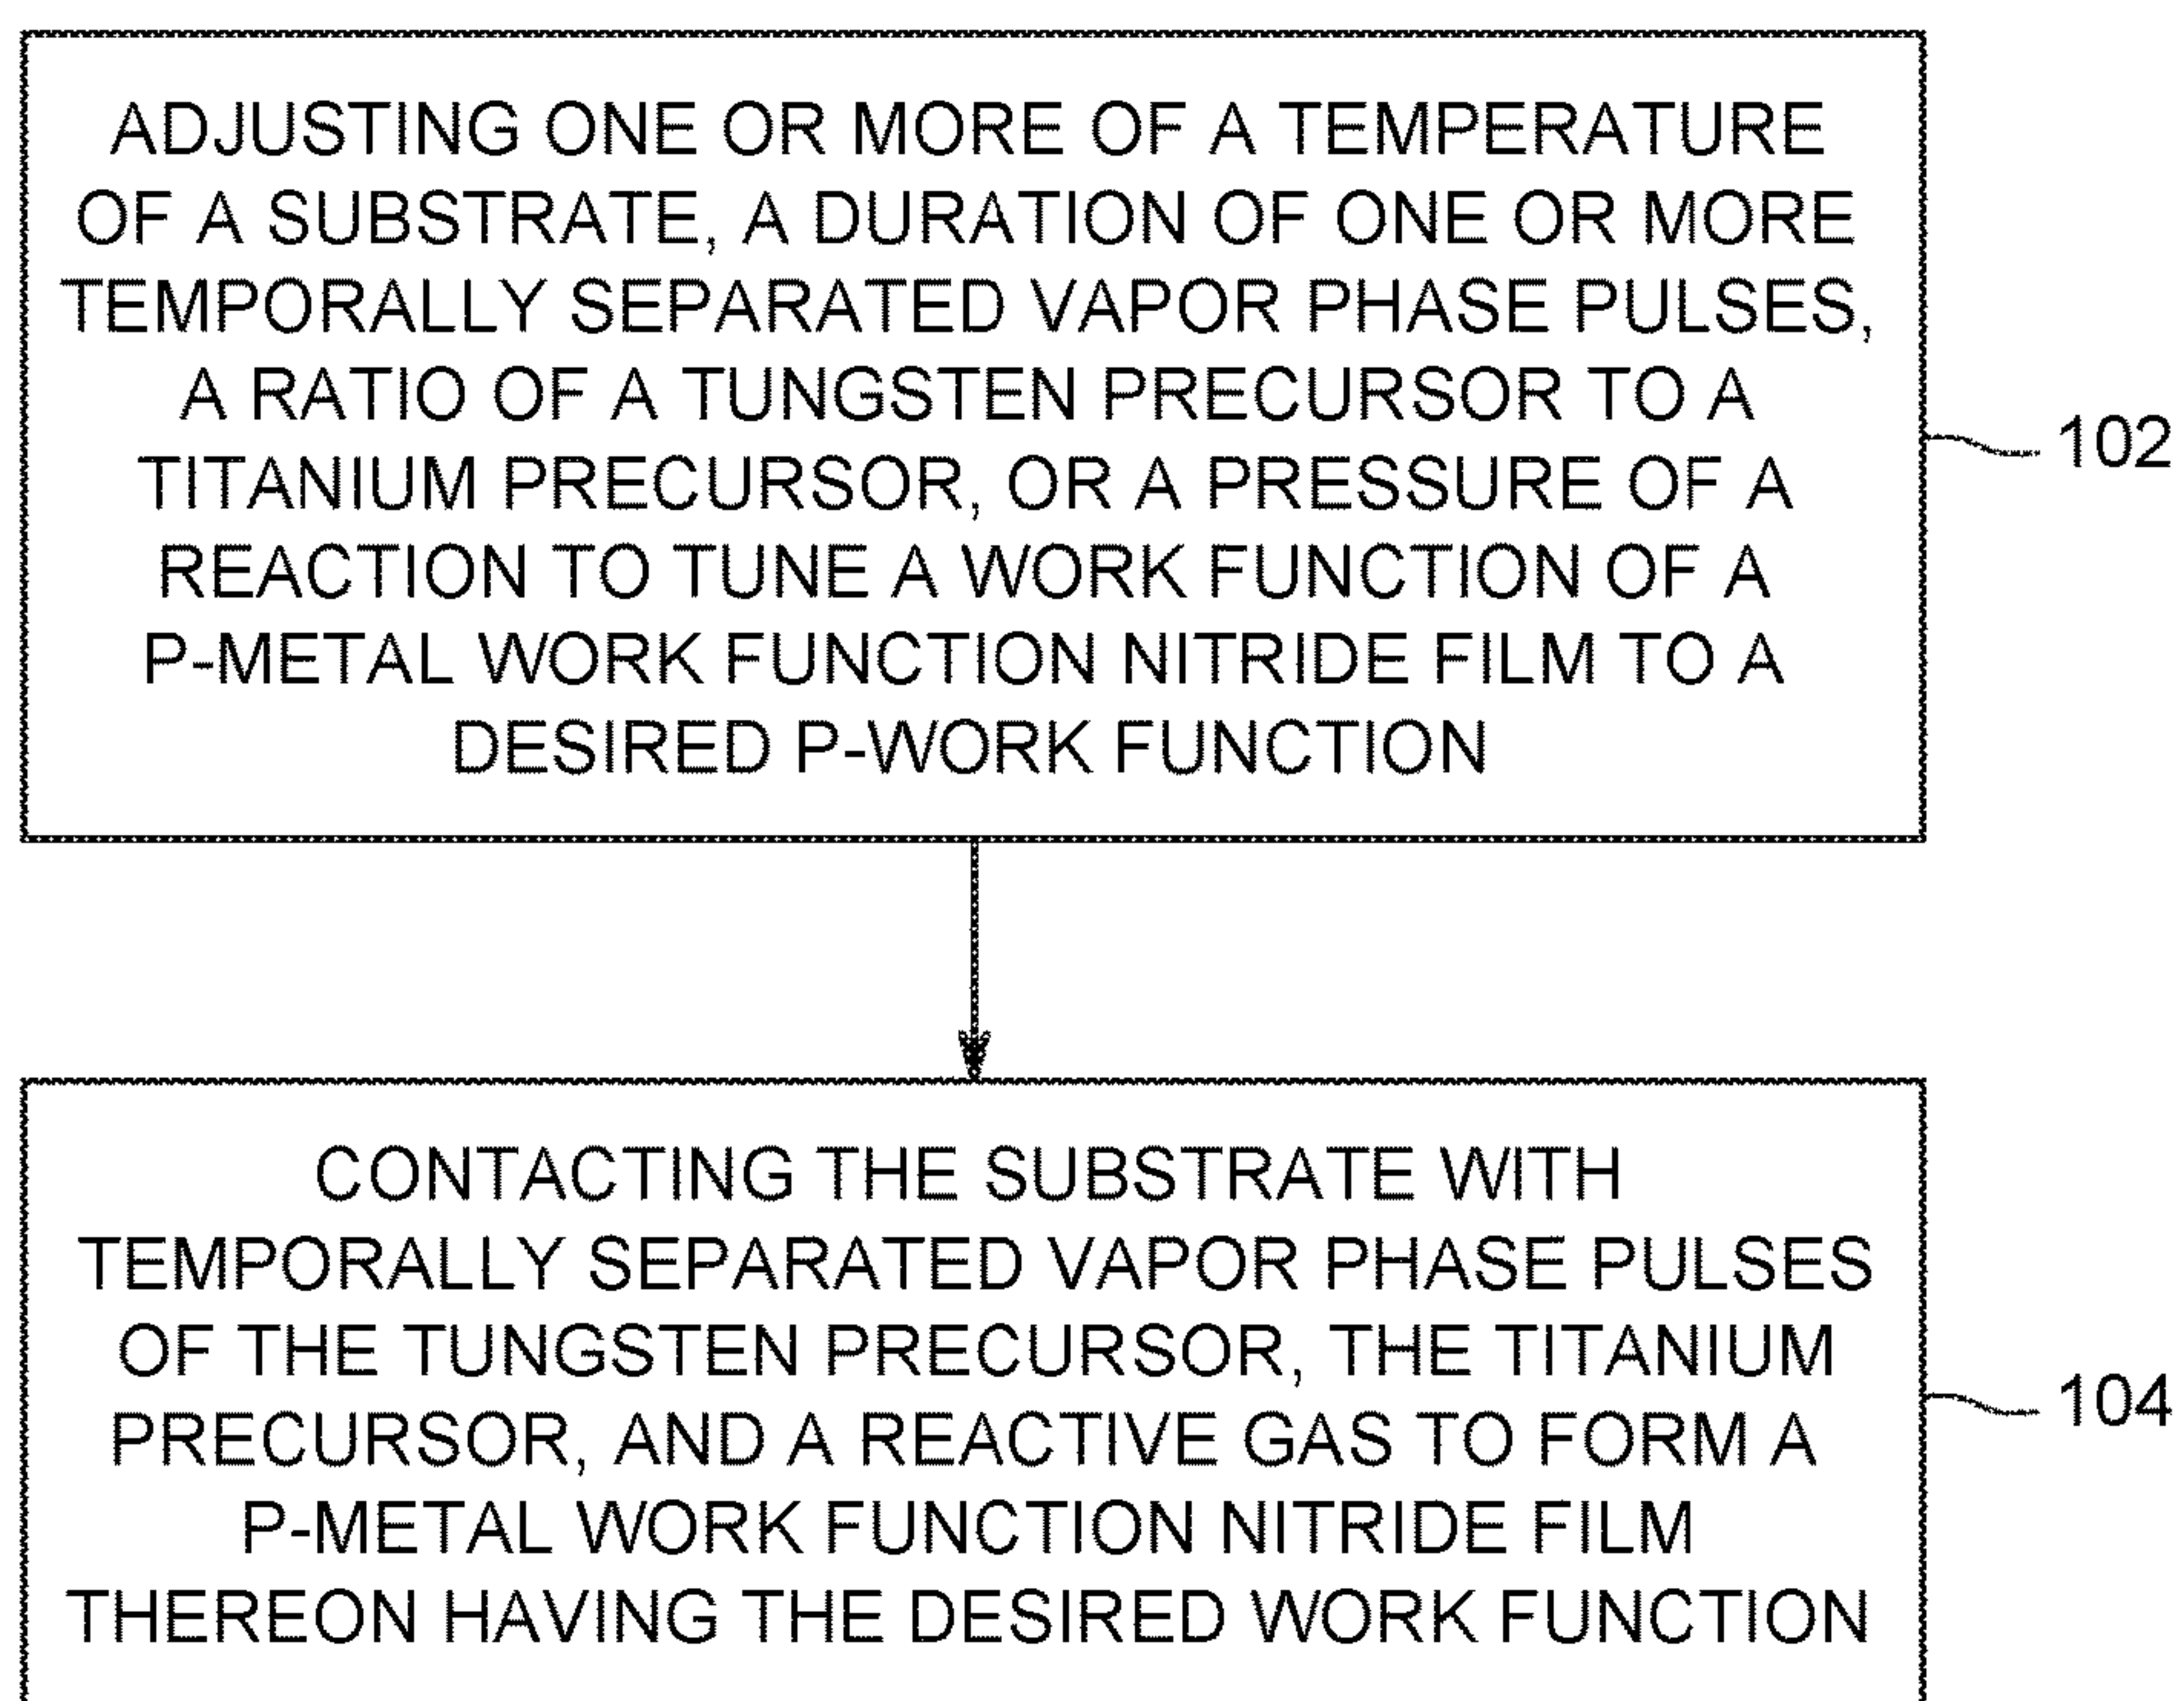 ADJUSTING ONE OR MORE OF A TEMPERATURE
OF A SUBSTRATE, A DURATION OF ONE OR MORE
TEMPORALLY SEPARATED VAPOR PHASE PULSES,
A RATIO OF A TUNGSTEN PRECURSOR TO A
TITANIUM PRECURSOR, OR A PRESSURE OF A
REACTION TO TUNE A WORK FUNCTION OF A
P-METAL WORK FUNCTION NITRIDE FILM TO A
DESIRED P-WORK FUNCTION
102
CONTACTING THE SUBSTRATE WITH
TEMPORALLY SEPARATED VAPOR PHASE PULSES
OF THE TUNGSTEN PRECURSOR, THE TITANIUM
PRECURSOR, AND A REACTIVE GAS TO FORM A
P-METAL WORK FUNCTION NITRIDE FILM
THEREON HAVING THE DESIRED WORK FUNCTION
104